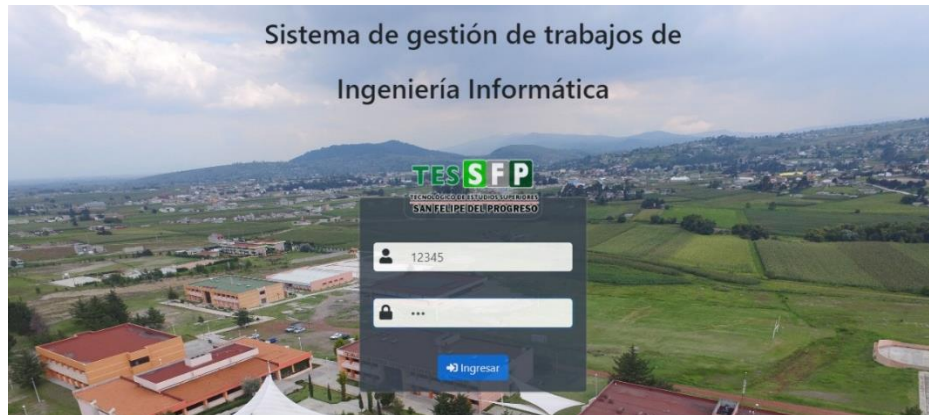 Sistema de gestión de trabajos de
Ingeniería Informática
TESSFP
TECNOLÓGICO DE ESTUDIOS SUPERIORES
SAN FELIPE DEL PROGRESO
12345
•••
Ingresar